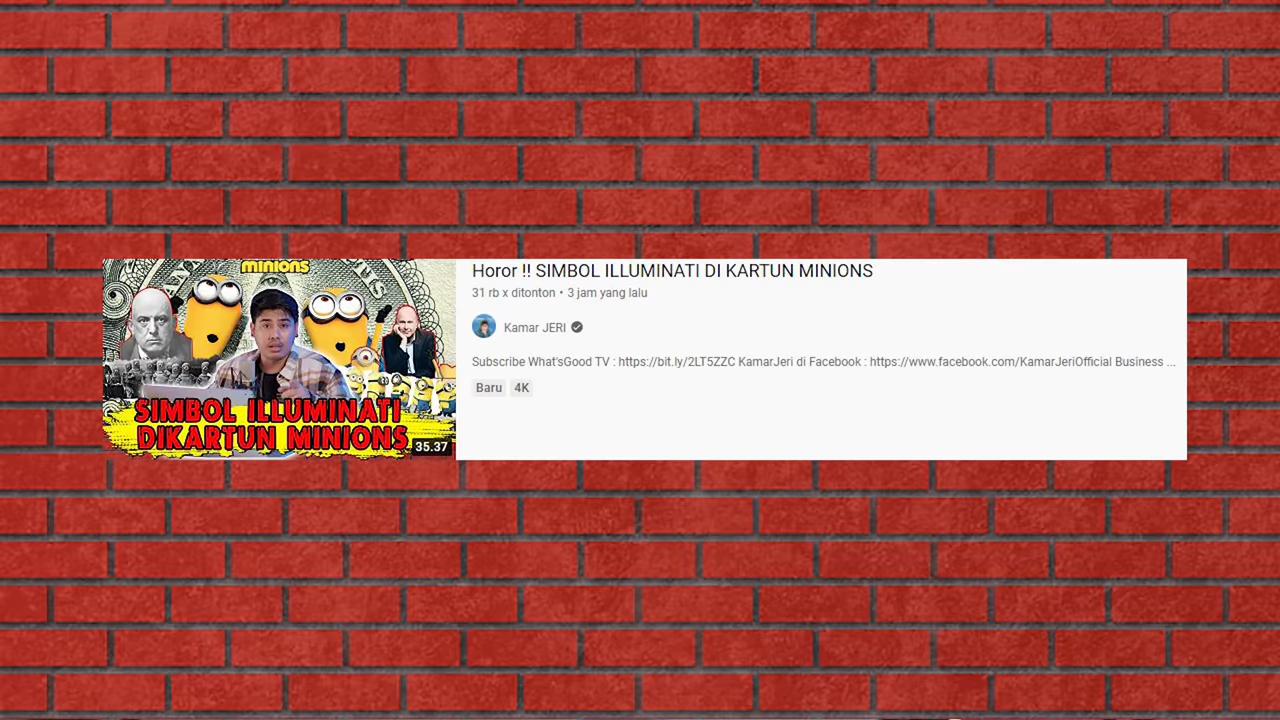 MINIONS
SIMBOL ILLUMINATI
DIKARTUN MINIONS
35.37
Horor !! SIMBOL ILLUMINATI DI KARTUN MINIONS
31 rb x ditonton • 3 jam yang lalu
Kamar JERI
Subscribe What'sGood TV : https://bit.ly/2LT5ZZC KamarJeri di Facebook : https://www.facebook.com/KamarJeriOfficial Business ...
Baru 4K